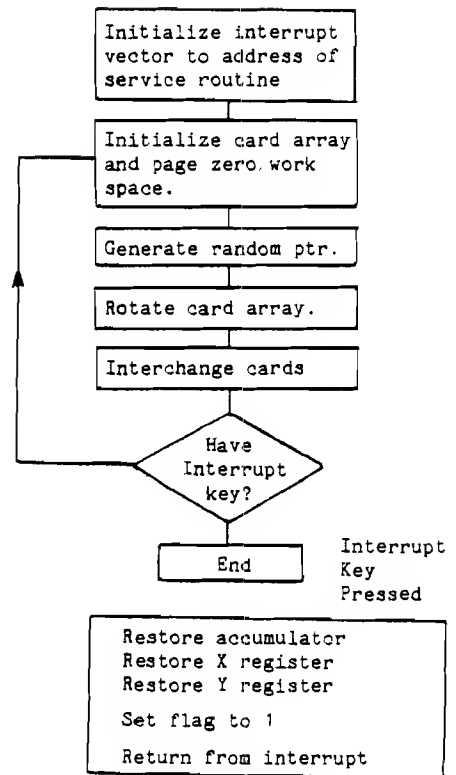 Initialize interrupt
vector to address of
service routine
Initialize card array
and page zero work
space.
Generate random ptr.
Rotate card array.
Interchange cards
Have
Interrupt
key?
End
Interrupt
Key
Pressed
Restore accumulator
Restore X register
Restore Y register
Set flag to 1
Return from interrupt